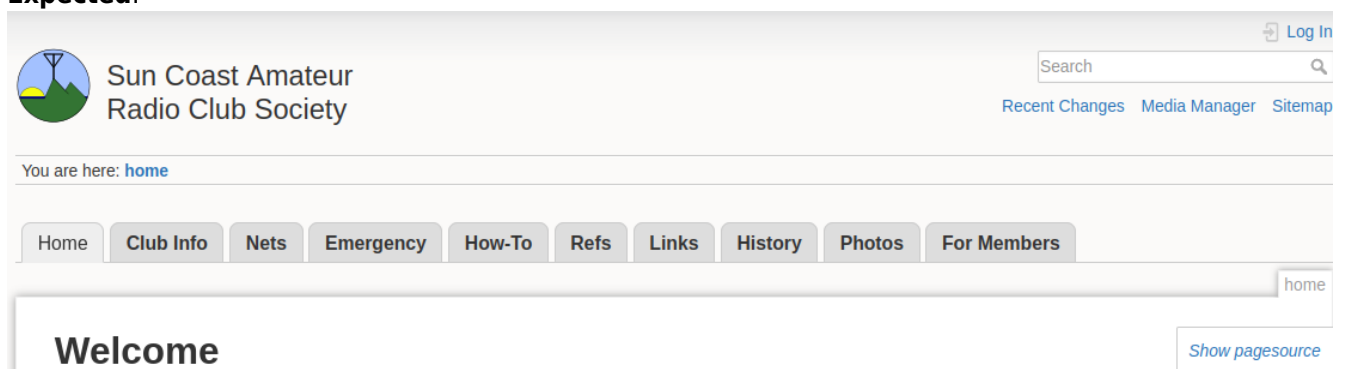 Expected:
Log In
Sun Coast Amateur
Radio Club Society
Search
Recent Changes Media Manager Sitemap
You are here: home
Home Club Info Nets Emergency How-To Refs Links History Photos For Members
home
Welcome
Show pagesource